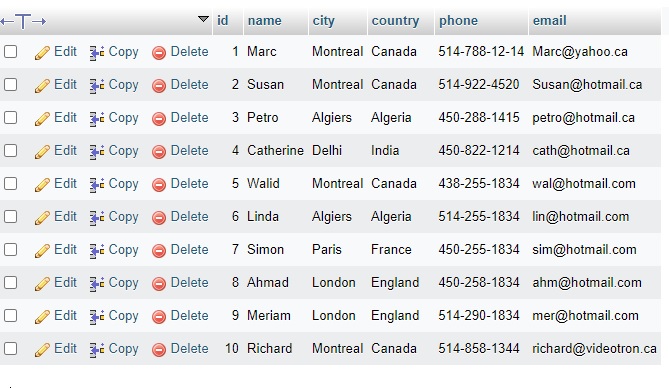 id name city country phone email
Edit Copy Delete 1 Marc Montreal Canada 514-788-12-14 Marc@yahoo.ca
Edit Copy Delete 2 Susan Montreal Canada 514-922-4520 Susan@hotmail.ca
Edit Copy Delete 3 Petro Algiers Algeria 450-288-1415 petro@hotmail.ca
Edit Copy Delete 4 Catherine Delhi India 450-822-1214 cath@hotmail.ca
Edit Copy Delete 5 Walid Montreal Canada 438-255-1834 wal@hotmail.com
Edit Copy Delete 6 Linda Algiers Algeria 514-255-1834 lin@hotmail.com
Edit Copy Delete 7 Simon Paris France 450-255-1834 sim@hotmail.com
Edit Copy Delete 8 Ahmad London England 450-258-1834 ahm@hotmail.com
Edit Copy Delete 9 Meriam London England 514-290-1834 mer@hotmail.com
Edit Copy Delete 10 Richard Montreal Canada 514-858-1344 richard@videotron.ca